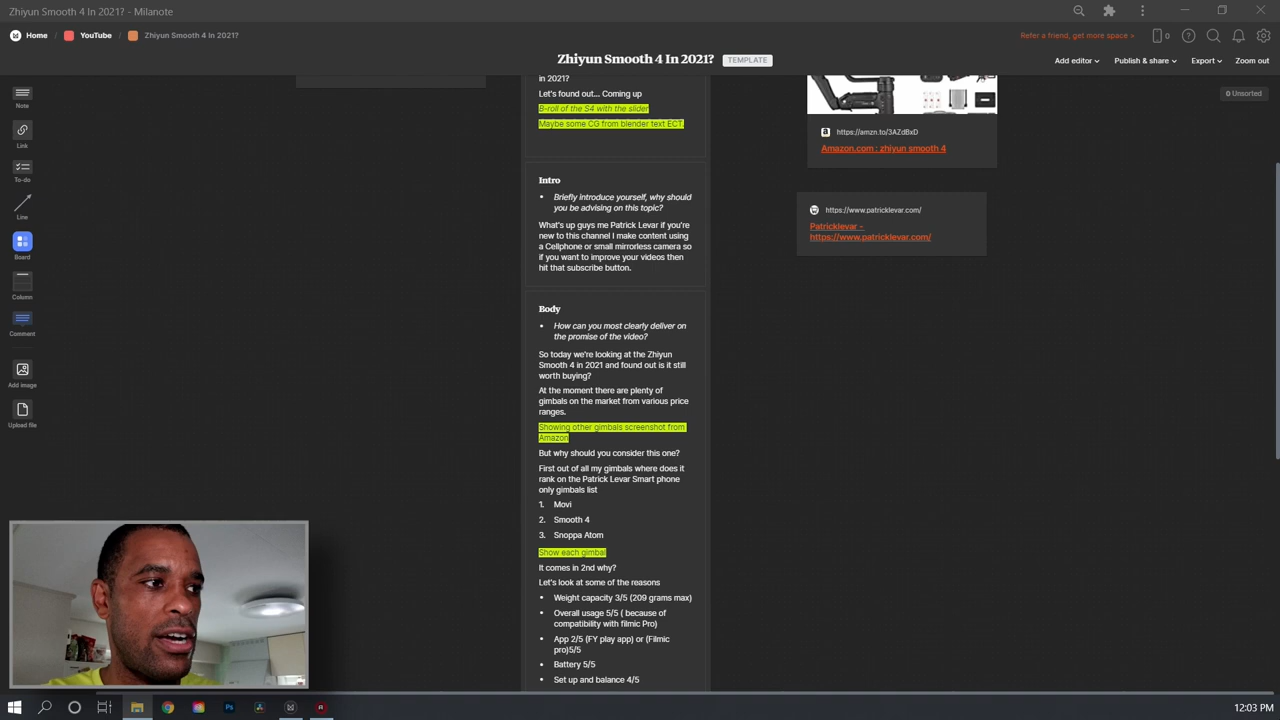 Zhiyun Smooth 4 In 2021? - Milanote
Home / YouTube / Zhiyun Smooth 4 In 2021?
Refer a friend, get more space >
0
Zhiyun Smooth 4 In 2021?
TEMPLATE
Add editor
Publish & share
Export
Zoom out
0 Unsorted
Note
Link
To-do
Line
Board
Column
Comment
Add image
Upload file
in 2021?
Let's found out... Coming up
B-roll of the S4 with the slider
Maybe some CG from blender text ECT.
Intro
• Briefly introduce yourself, why should
you be advising on this topic?
What's up guys me Patrick Levar if you're
new to this channel I make content using
a Cellphone or small mirrorless camera so
if you want to improve your videos then
hit that subscribe button.
Body
• How can you most clearly deliver on
the promise of the video?
So today we're looking at the Zhiyun
Smooth 4 in 2021 and found out is it still
worth buying?
At the moment there are plenty of
gimbals on the market from various price
ranges.
Showing other gimbals screenshot from
Amazon
But why should you consider this one?
First out of all my gimbals where does it
rank on the Patrick Levar Smart phone
only gimbals list
1. Movi
2. Smooth 4
3. Snoppa Atom
Show each gimbal
It comes in 2nd why?
Let's look at some of the reasons
• Weight capacity 3/5 (209 grams max)
• Overall usage 5/5 ( because of
compatibility with filmic Pro)
• App 2/5 (FY play app) or (Filmic
pro)5/5
• Battery 5/5
• Set up and balance 4/5
https://amzn.to/3AZdBxD
Amazon.com : zhiyun smooth 4
https://www.patricklevar.com/
Patricklevar -
https://www.patricklevar.com/
Ps
12:03 PM